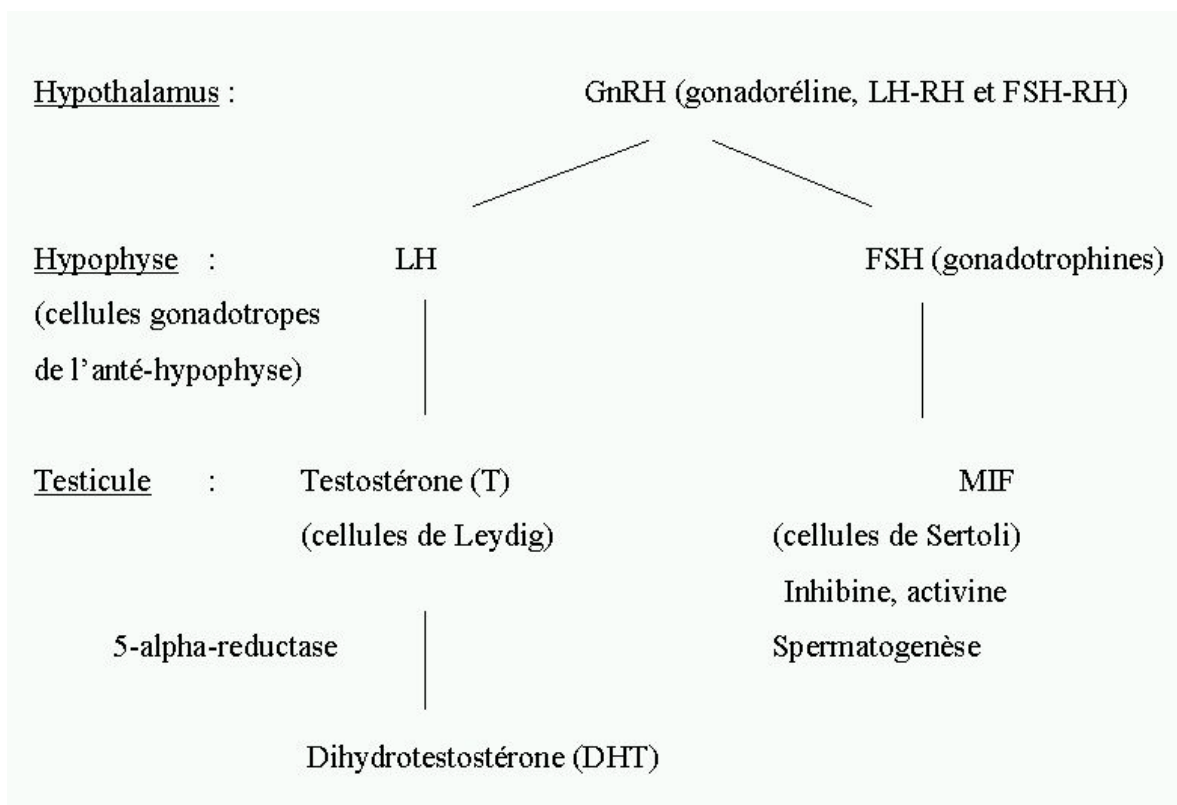 Hypothalamus : GnRH (gonadoréline, LH-RH et FSH-RH)
Hypophyse : LH FSH (gonadotrophines)
(cellules gonadotropes
de l'anté-hypophyse)
Testicule : Testostérone (T) MIF
(cellules de Leydig) (cellules de Sertoli)
Inhibine, activine
5-alpha-reductase Spermatogenèse
Dihydrotestostérone (DHT)